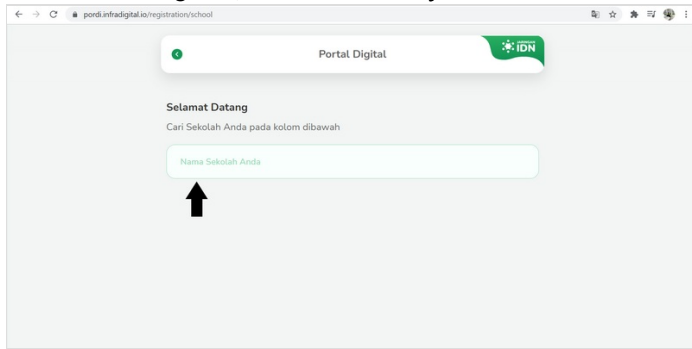 pordi.infradigital.io/registration/school
Portal Digital
JARINGAN
IDN
Selamat Datang
Cari Sekolah Anda pada kolom dibawah
Nama Sekolah Anda